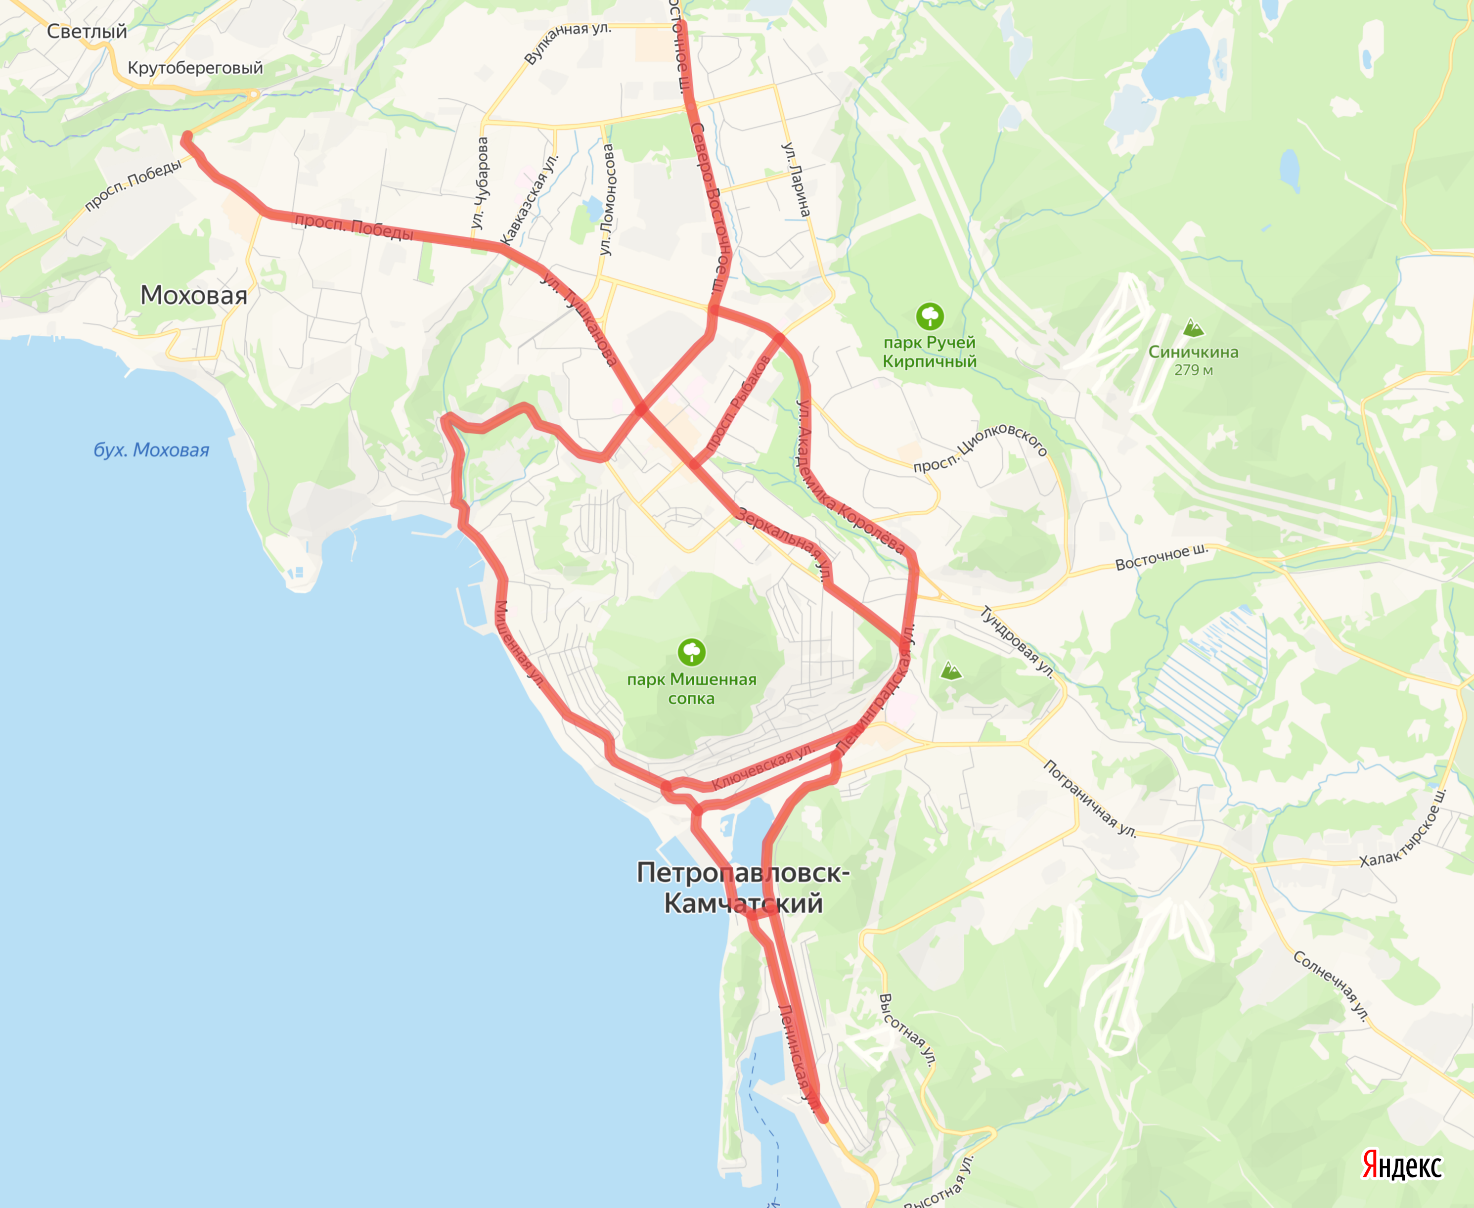 Светлый
Восточное ш.
Вулканная ул.
Крутобереговый
просп. Победы
ул. Чубарова
Кавказская ул.
ул. Ломоносова
Северо-Восточное ш.
ул. Ларина
просп. Победы
Моховая
ул. Тушканова
парк Ручей
Кирпичный
Синичкина
279 м
просп. Рыбаков
бух. Моховая
ул. Академика Королёва
просп. Циолковского
Зеркальная ул.
Восточное ш.
Мишенная ул.
Тундровая ул.
Ленинградская ул.
парк Мишенная
сопка
Ключевская ул.
Пограничная ул.
Халактырское ш.
Петропавловск-
Камчатский
Солнечная ул.
Высотная ул.
Ленинская ул.
Высотная ул.
Яндекс